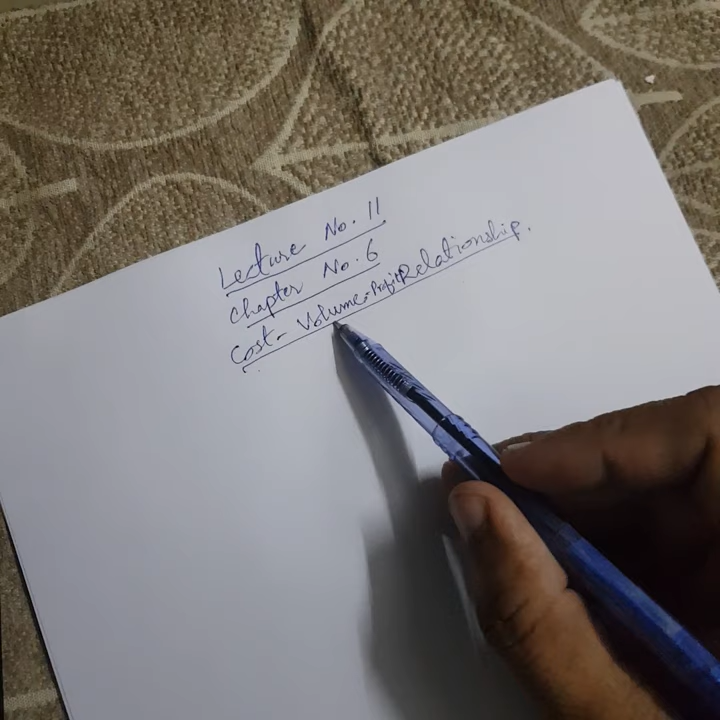 Lecture No. 11
Chapter No. 6
Cost- Volume-Profit Relationship.